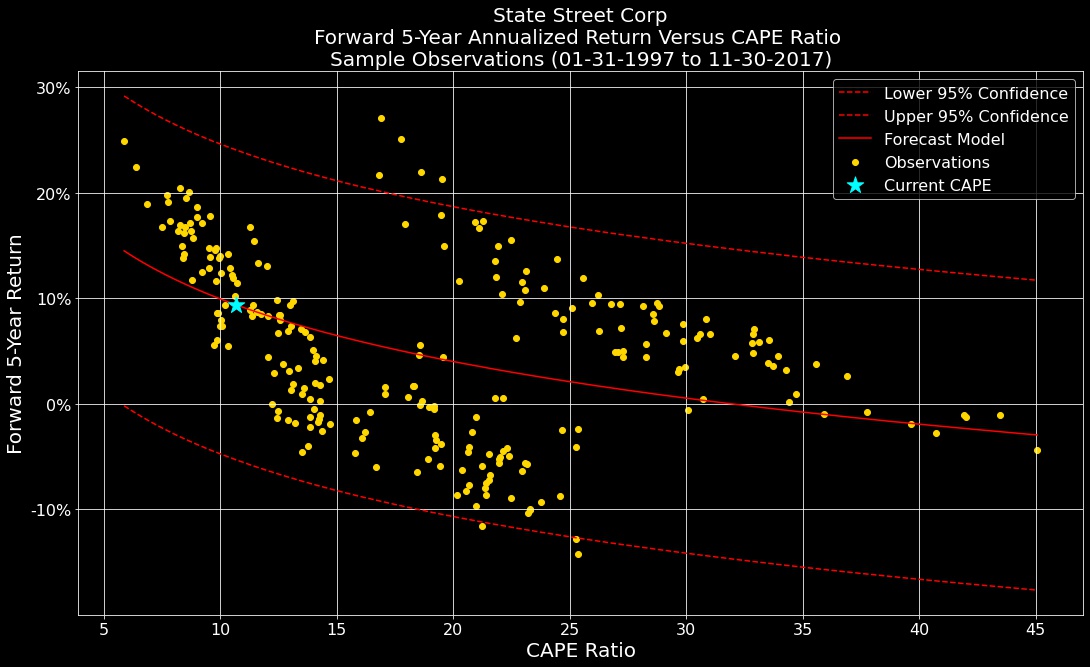 State Street Corp
Forward 5-Year Annualized Return Versus CAPE Ratio
Sample Observations (01-31-1997 to 11-30-2017)
Lower 95% Confidence
Upper 95% Confidence
Forecast Model
Observations
Current CAPE
Forward 5-Year Return
30%
20%
10%
0%
-10%
5 10 15 20 25 30 35 40 45
CAPE Ratio